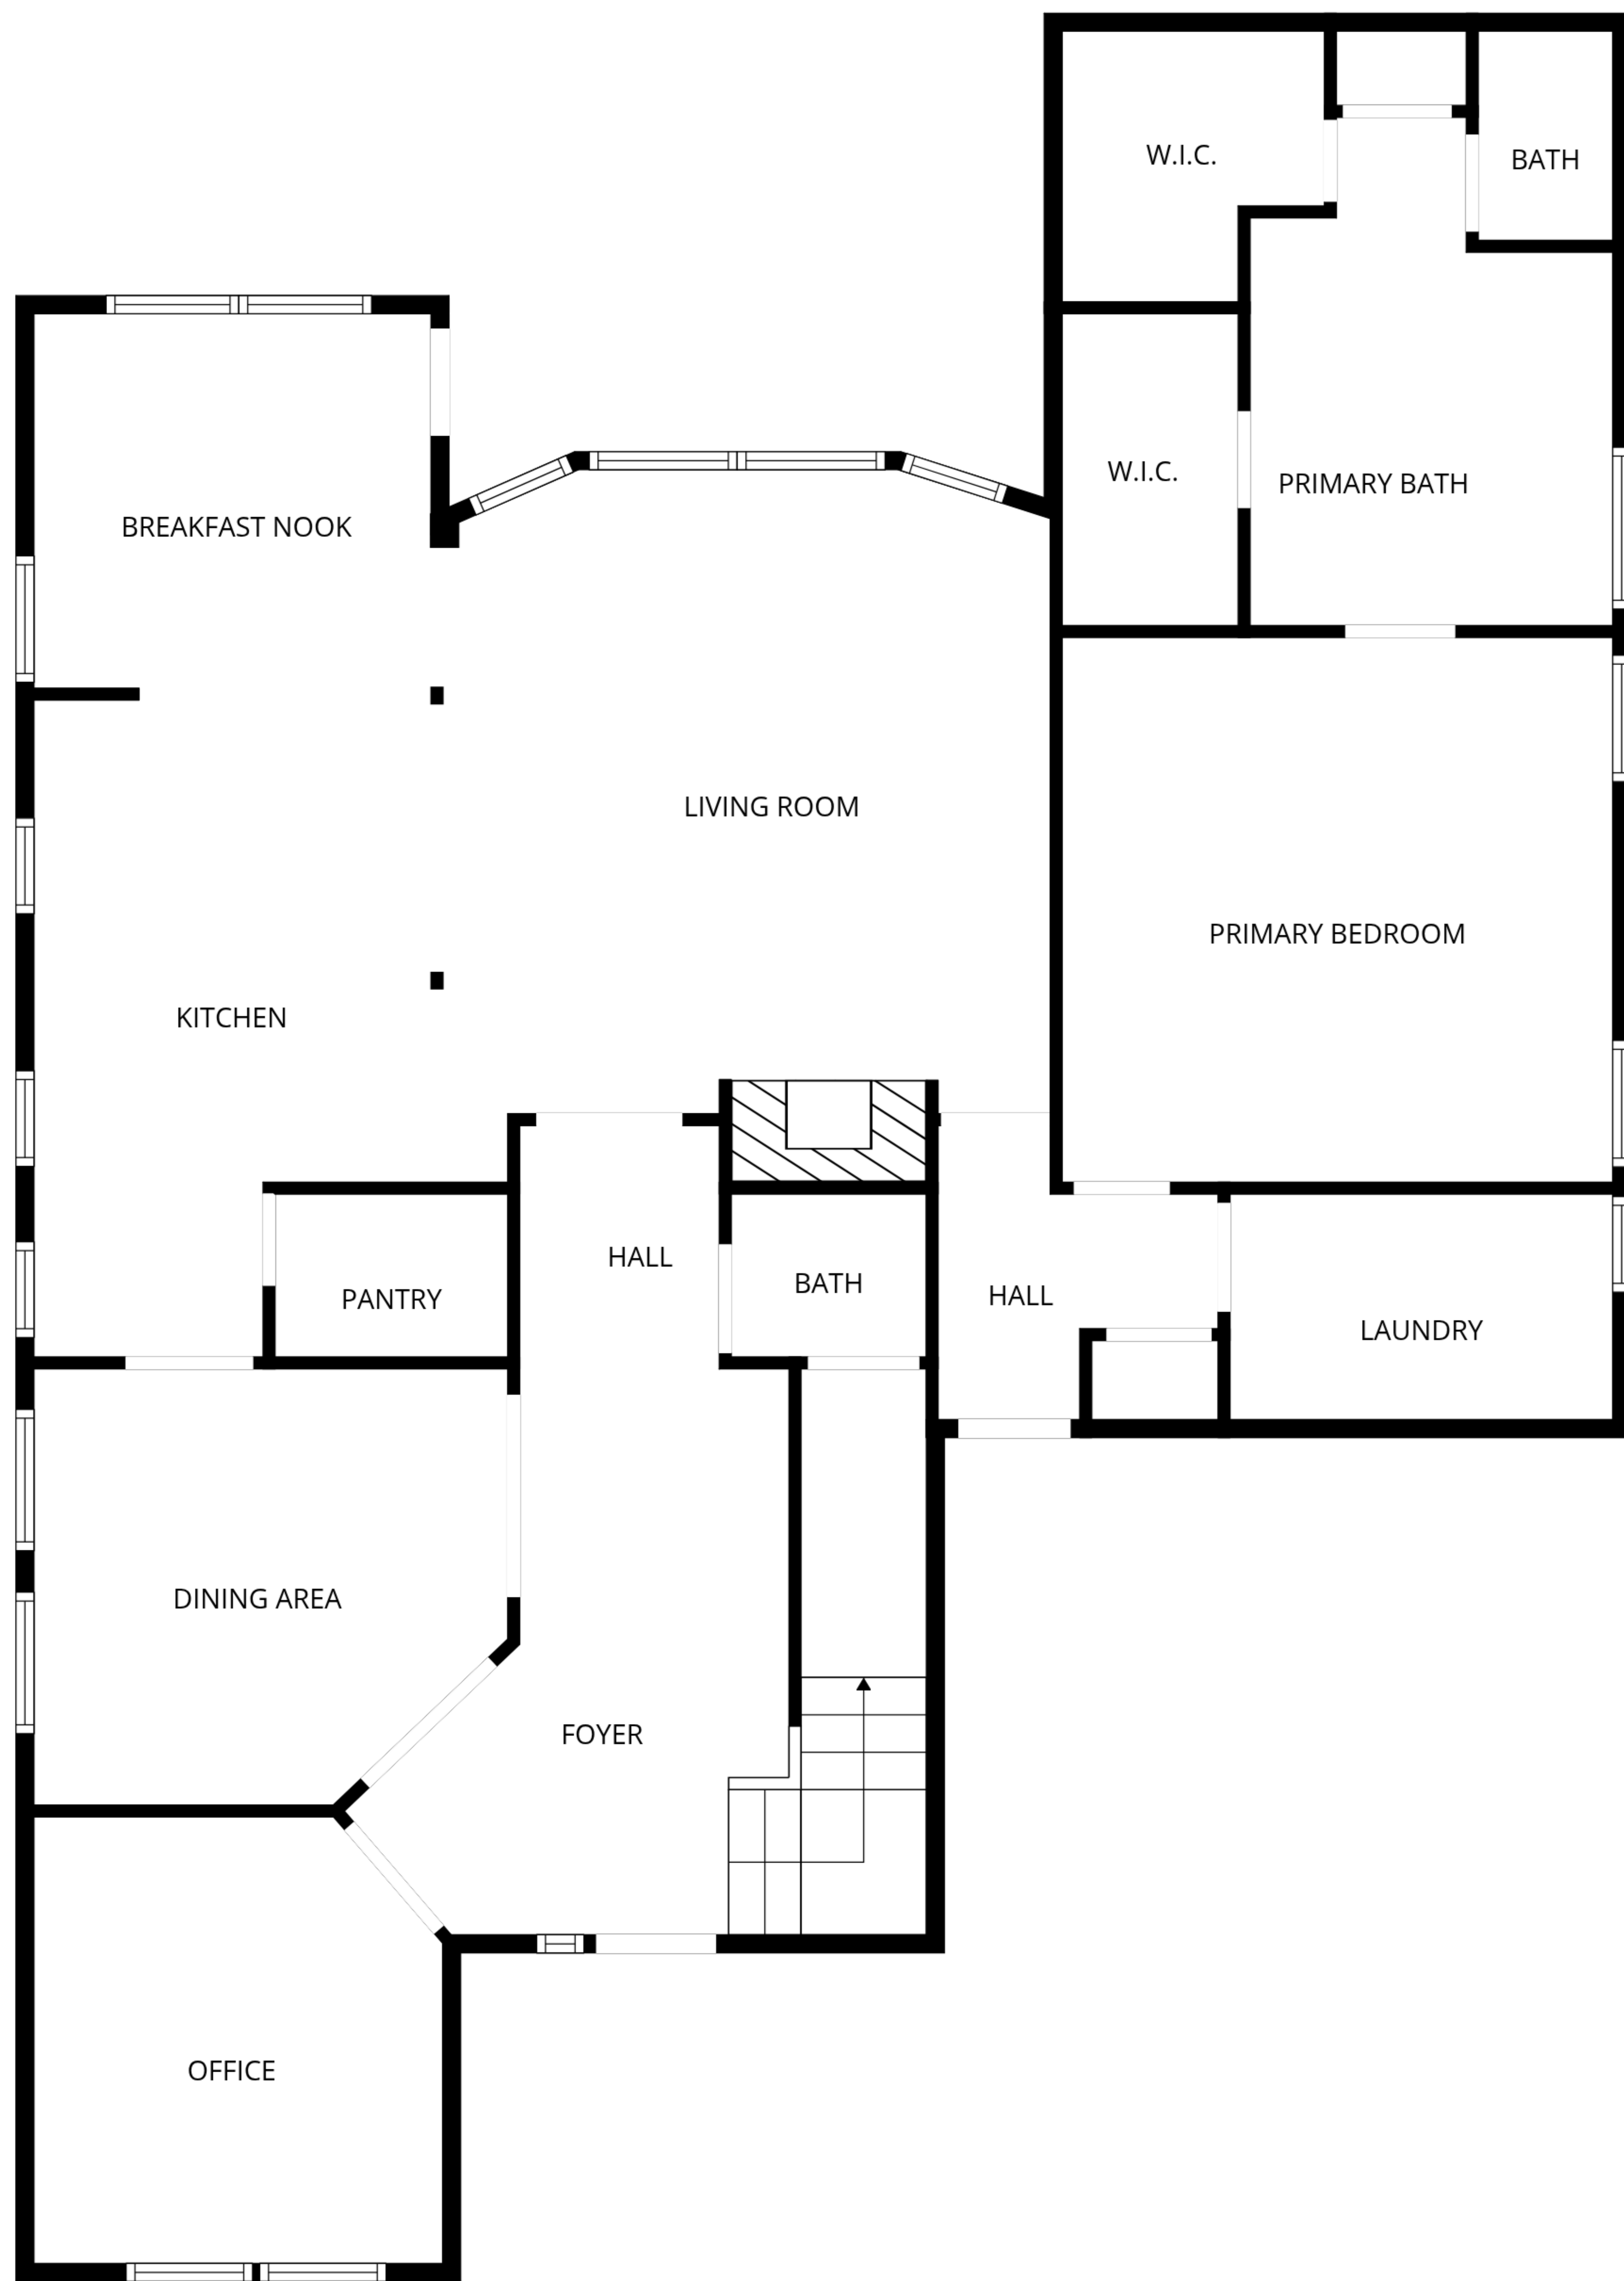 W.I.C.
BATH
W.I.C.
PRIMARY BATH
BREAKFAST NOOK
LIVING ROOM
PRIMARY BEDROOM
KITCHEN
HALL
BATH
HALL
PANTRY
LAUNDRY
DINING AREA
FOYER
OFFICE